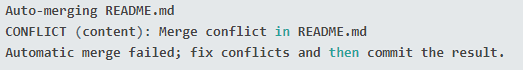 Auto-merging README.md
CONFLICT (content): Merge conflict in README.md
Automatic merge failed; fix conflicts and then commit the result.